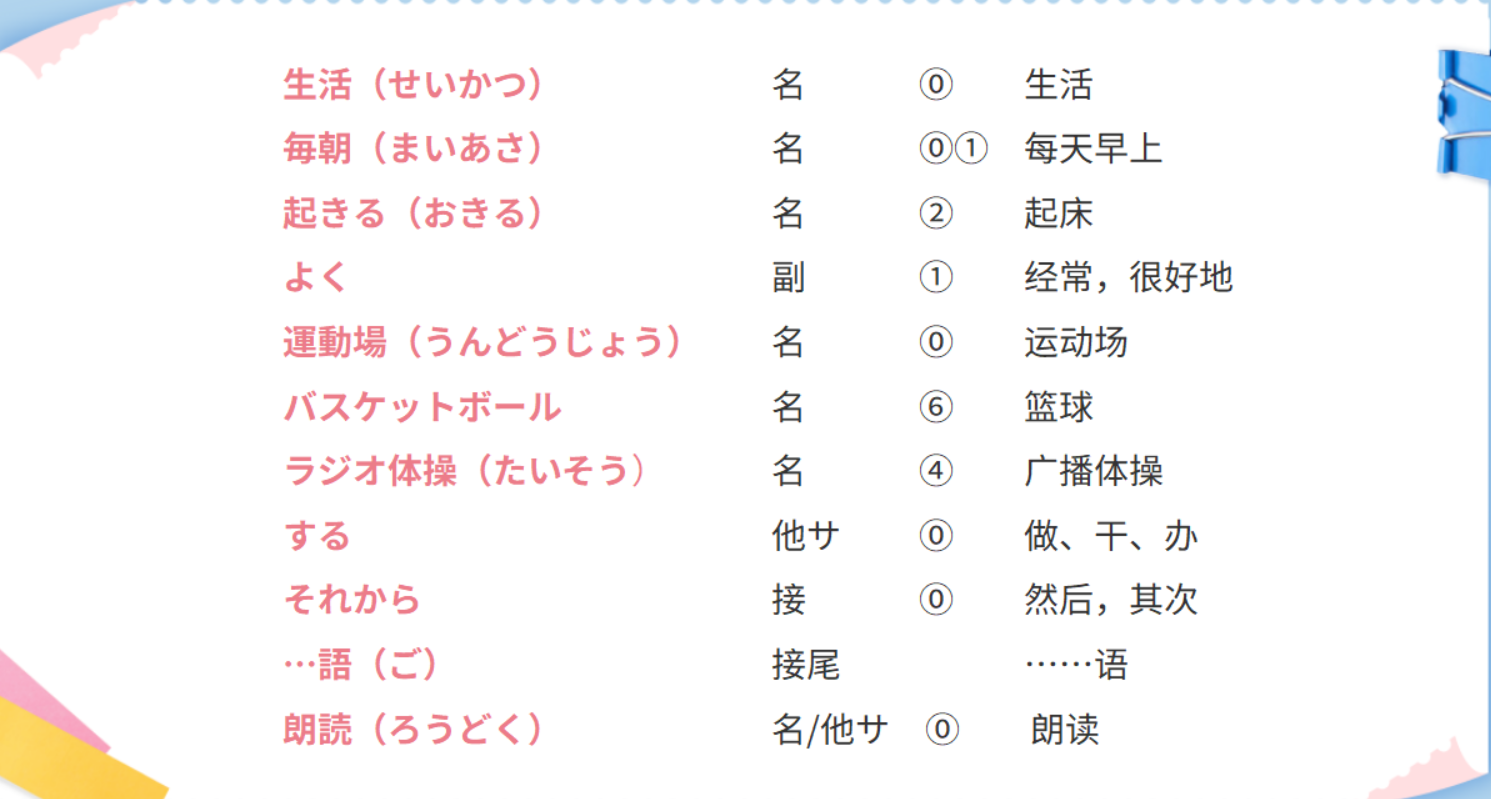 生活（せいかつ） 名 ⓪ 生活
毎朝（まいあさ） 名 ⓪① 每天早上
起きる（おきる） 名 ② 起床
よく 副 ① 经常，很好地
運動場（うんどうじょう） 名 ⓪ 运动场
バスケットボール 名 ⑥ 篮球
ラジオ体操（たいそう） 名 ④ 广播体操
する 他サ ⓪ 做、干、办
それから 接 ⓪ 然后，其次
…語（ご） 接尾 ……语
朗読（ろうどく） 名/他サ ⓪ 朗读